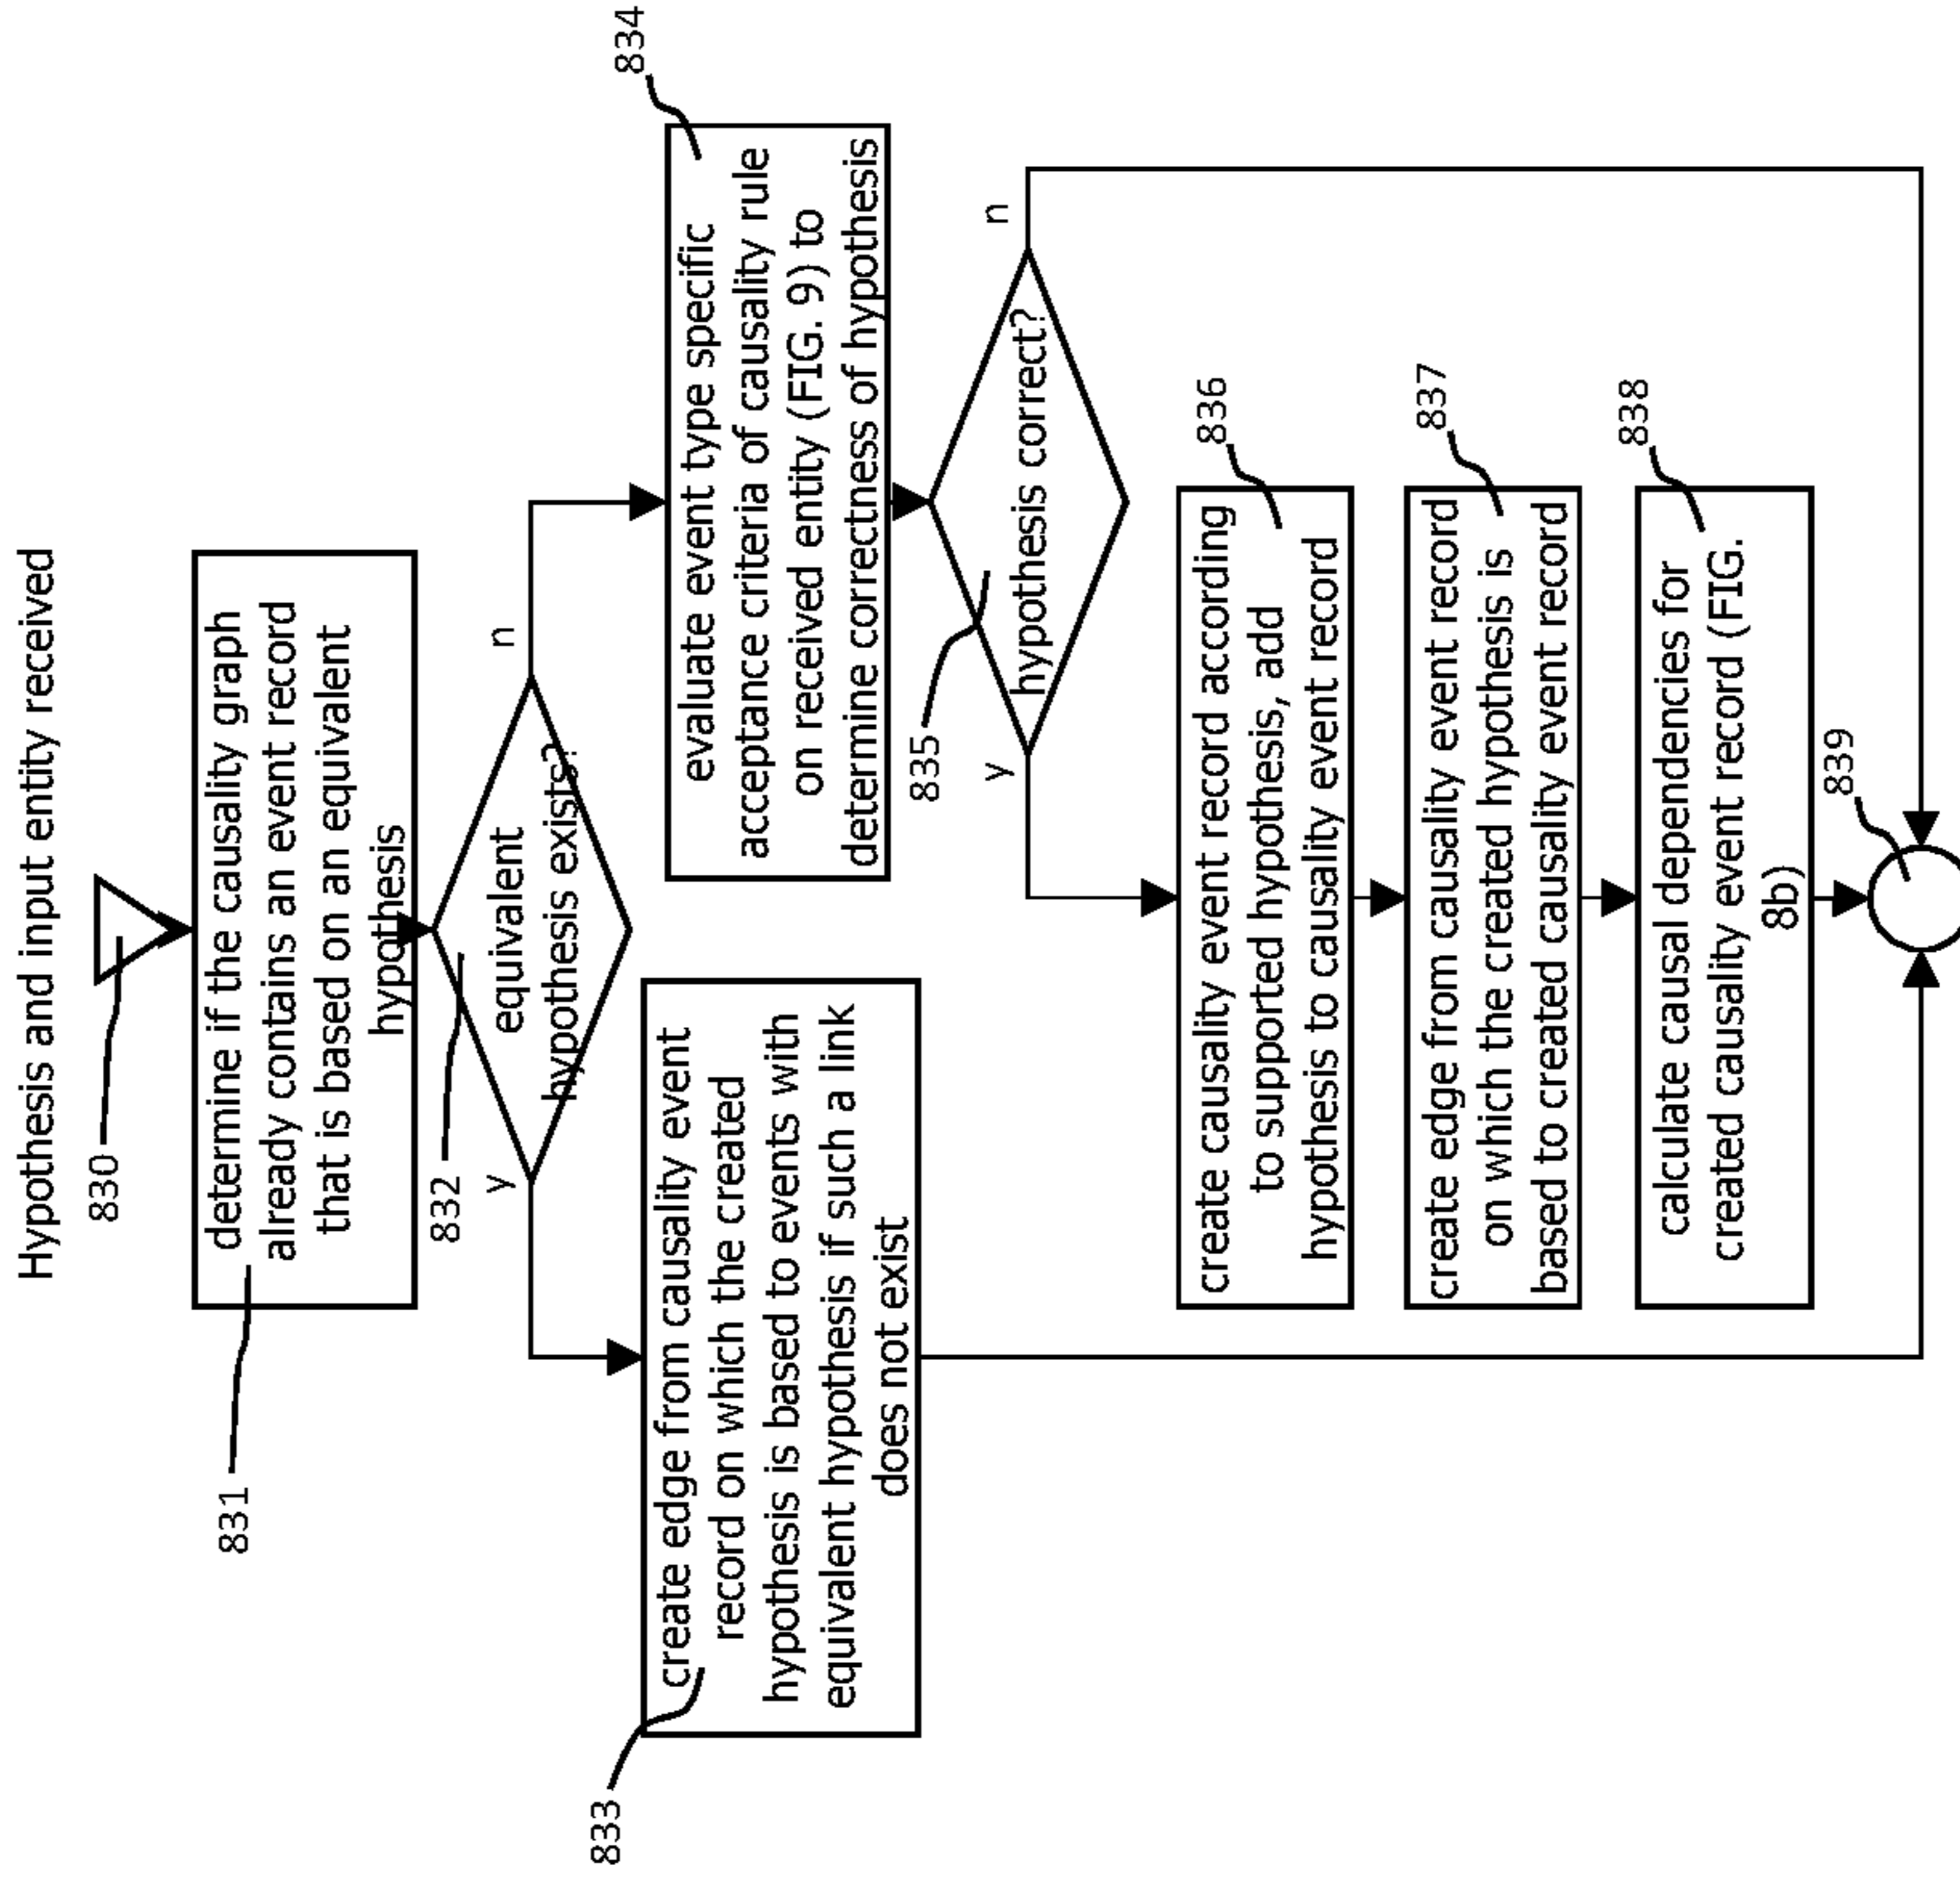 Hypothesis and input entity received
830
831
determine if the causality graph
already contains an event record
that is based on an equivalent
hypothesis
832
equivalent
hypothesis exists?
y
n
833
create edge from causality event
record on which the created
hypothesis is based to events with
equivalent hypothesis if such a link
does not exist
834
evaluate event type specific
acceptance criteria of causality rule
on received entity (FIG. 9) to
determine correctness of hypothesis
835
hypothesis correct?
y
n
836
create causality event record according
to supported hypothesis, add
hypothesis to causality event record
837
create edge from causality event record
on which the created hypothesis is
based to created causality event record
838
calculate causal dependencies for
created causality event record (FIG.
8b)
839